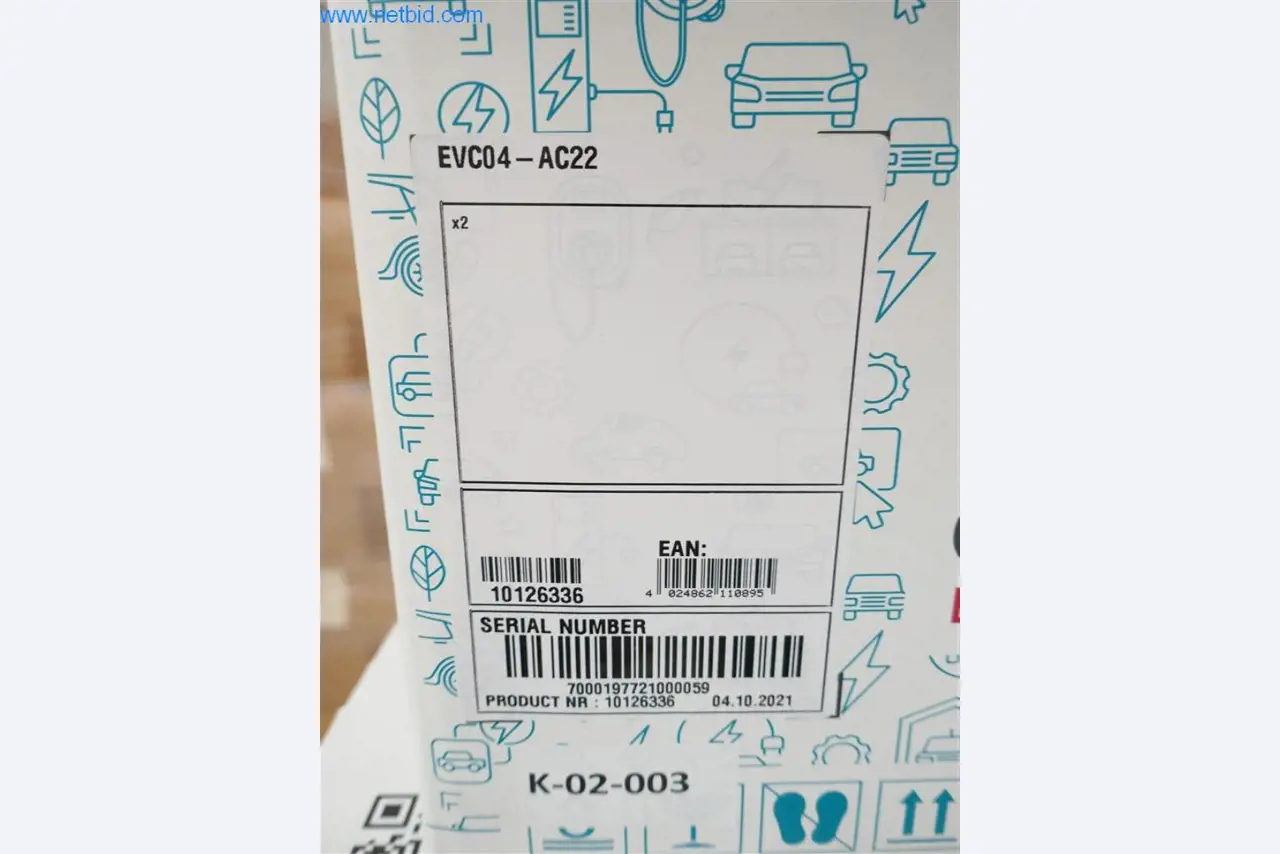 www.netbid.com
EVC04-AC22
x2
EAN:
10126336
4 024862 110895
SERIAL NUMBER
7000197721000059
PRODUCT NR : 10126336 04.10.2021
K-02-003